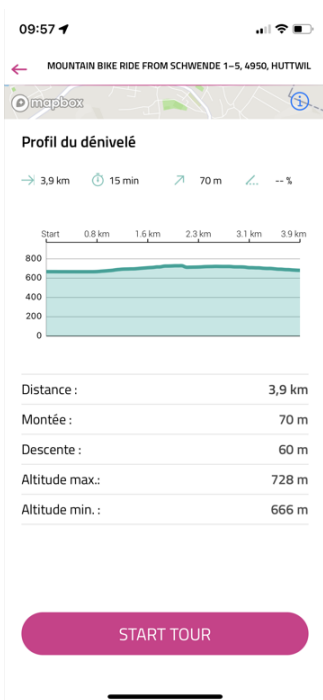 09:57
MOUNTAIN BIKE RIDE FROM SCHWENDE 1–5, 4950, HUTTWIL
mapbox
Profil du dénivelé
3,9 km 15 min 70 m -- %
Start 0.8 km 1.6 km 2.3 km 3.1 km 3.9 km
800
600
400
200
0
Distance : 3,9 km
Montée : 70 m
Descente : 60 m
Altitude max.: 728 m
Altitude min. : 666 m
START TOUR